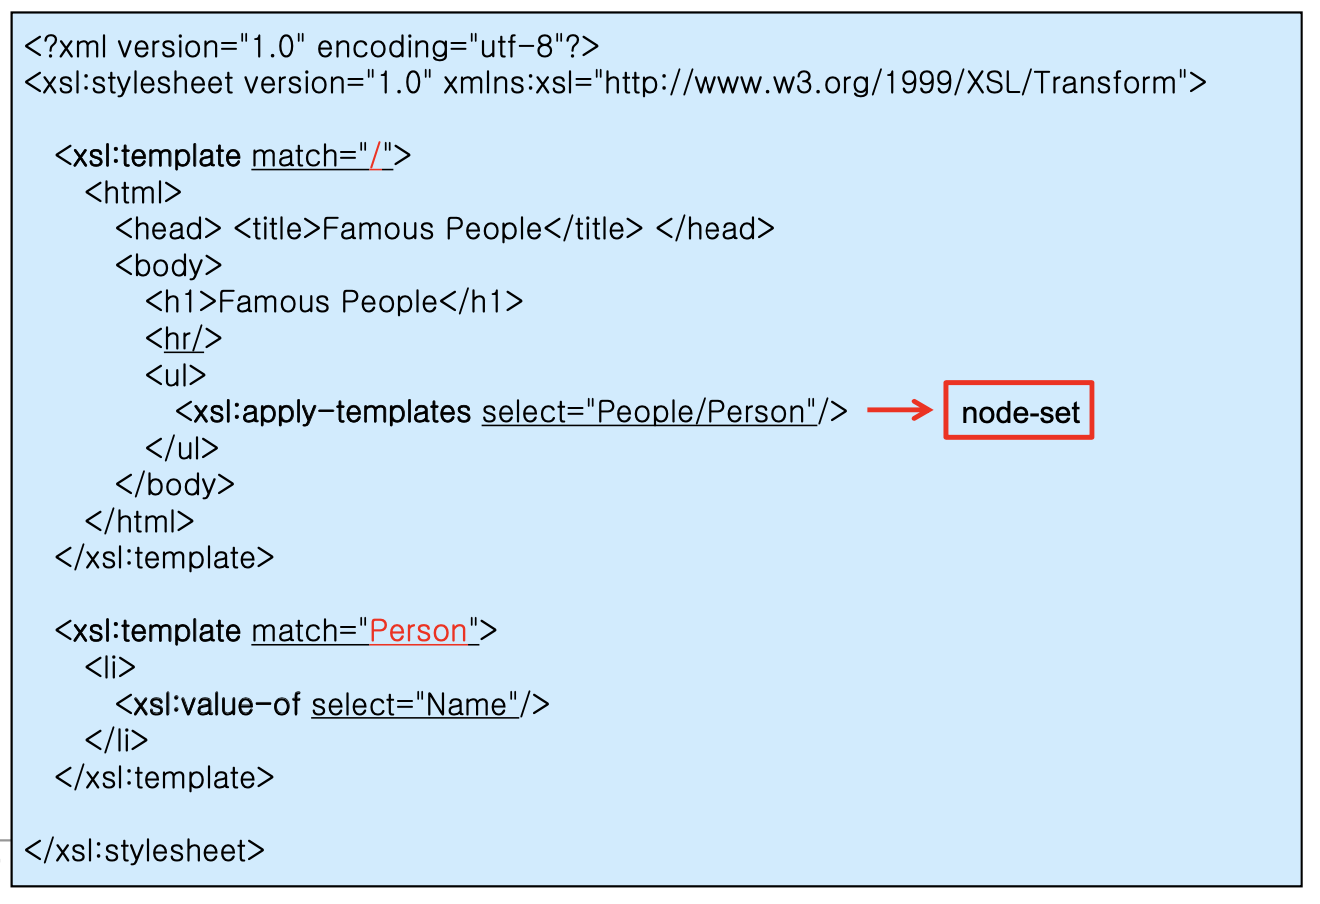 <?xml version="1.0" encoding="utf-8"?>
<xsl:stylesheet version="1.0" xmlns:xsl="http://www.w3.org/1999/XSL/Transform">
<xsl:template match="/">
<html>
<head> <title>Famous People</title> </head>
<body>
<h1>Famous People</h1>
<hr/>
<ul>
<xsl:apply-templates select="People/Person"/> node-set
</ul>
</body>
</html>
</xsl:template>
<xsl:template match="Person">
<li>
<xsl:value-of select="Name"/>
</li>
</xsl:template>
</xsl:stylesheet>